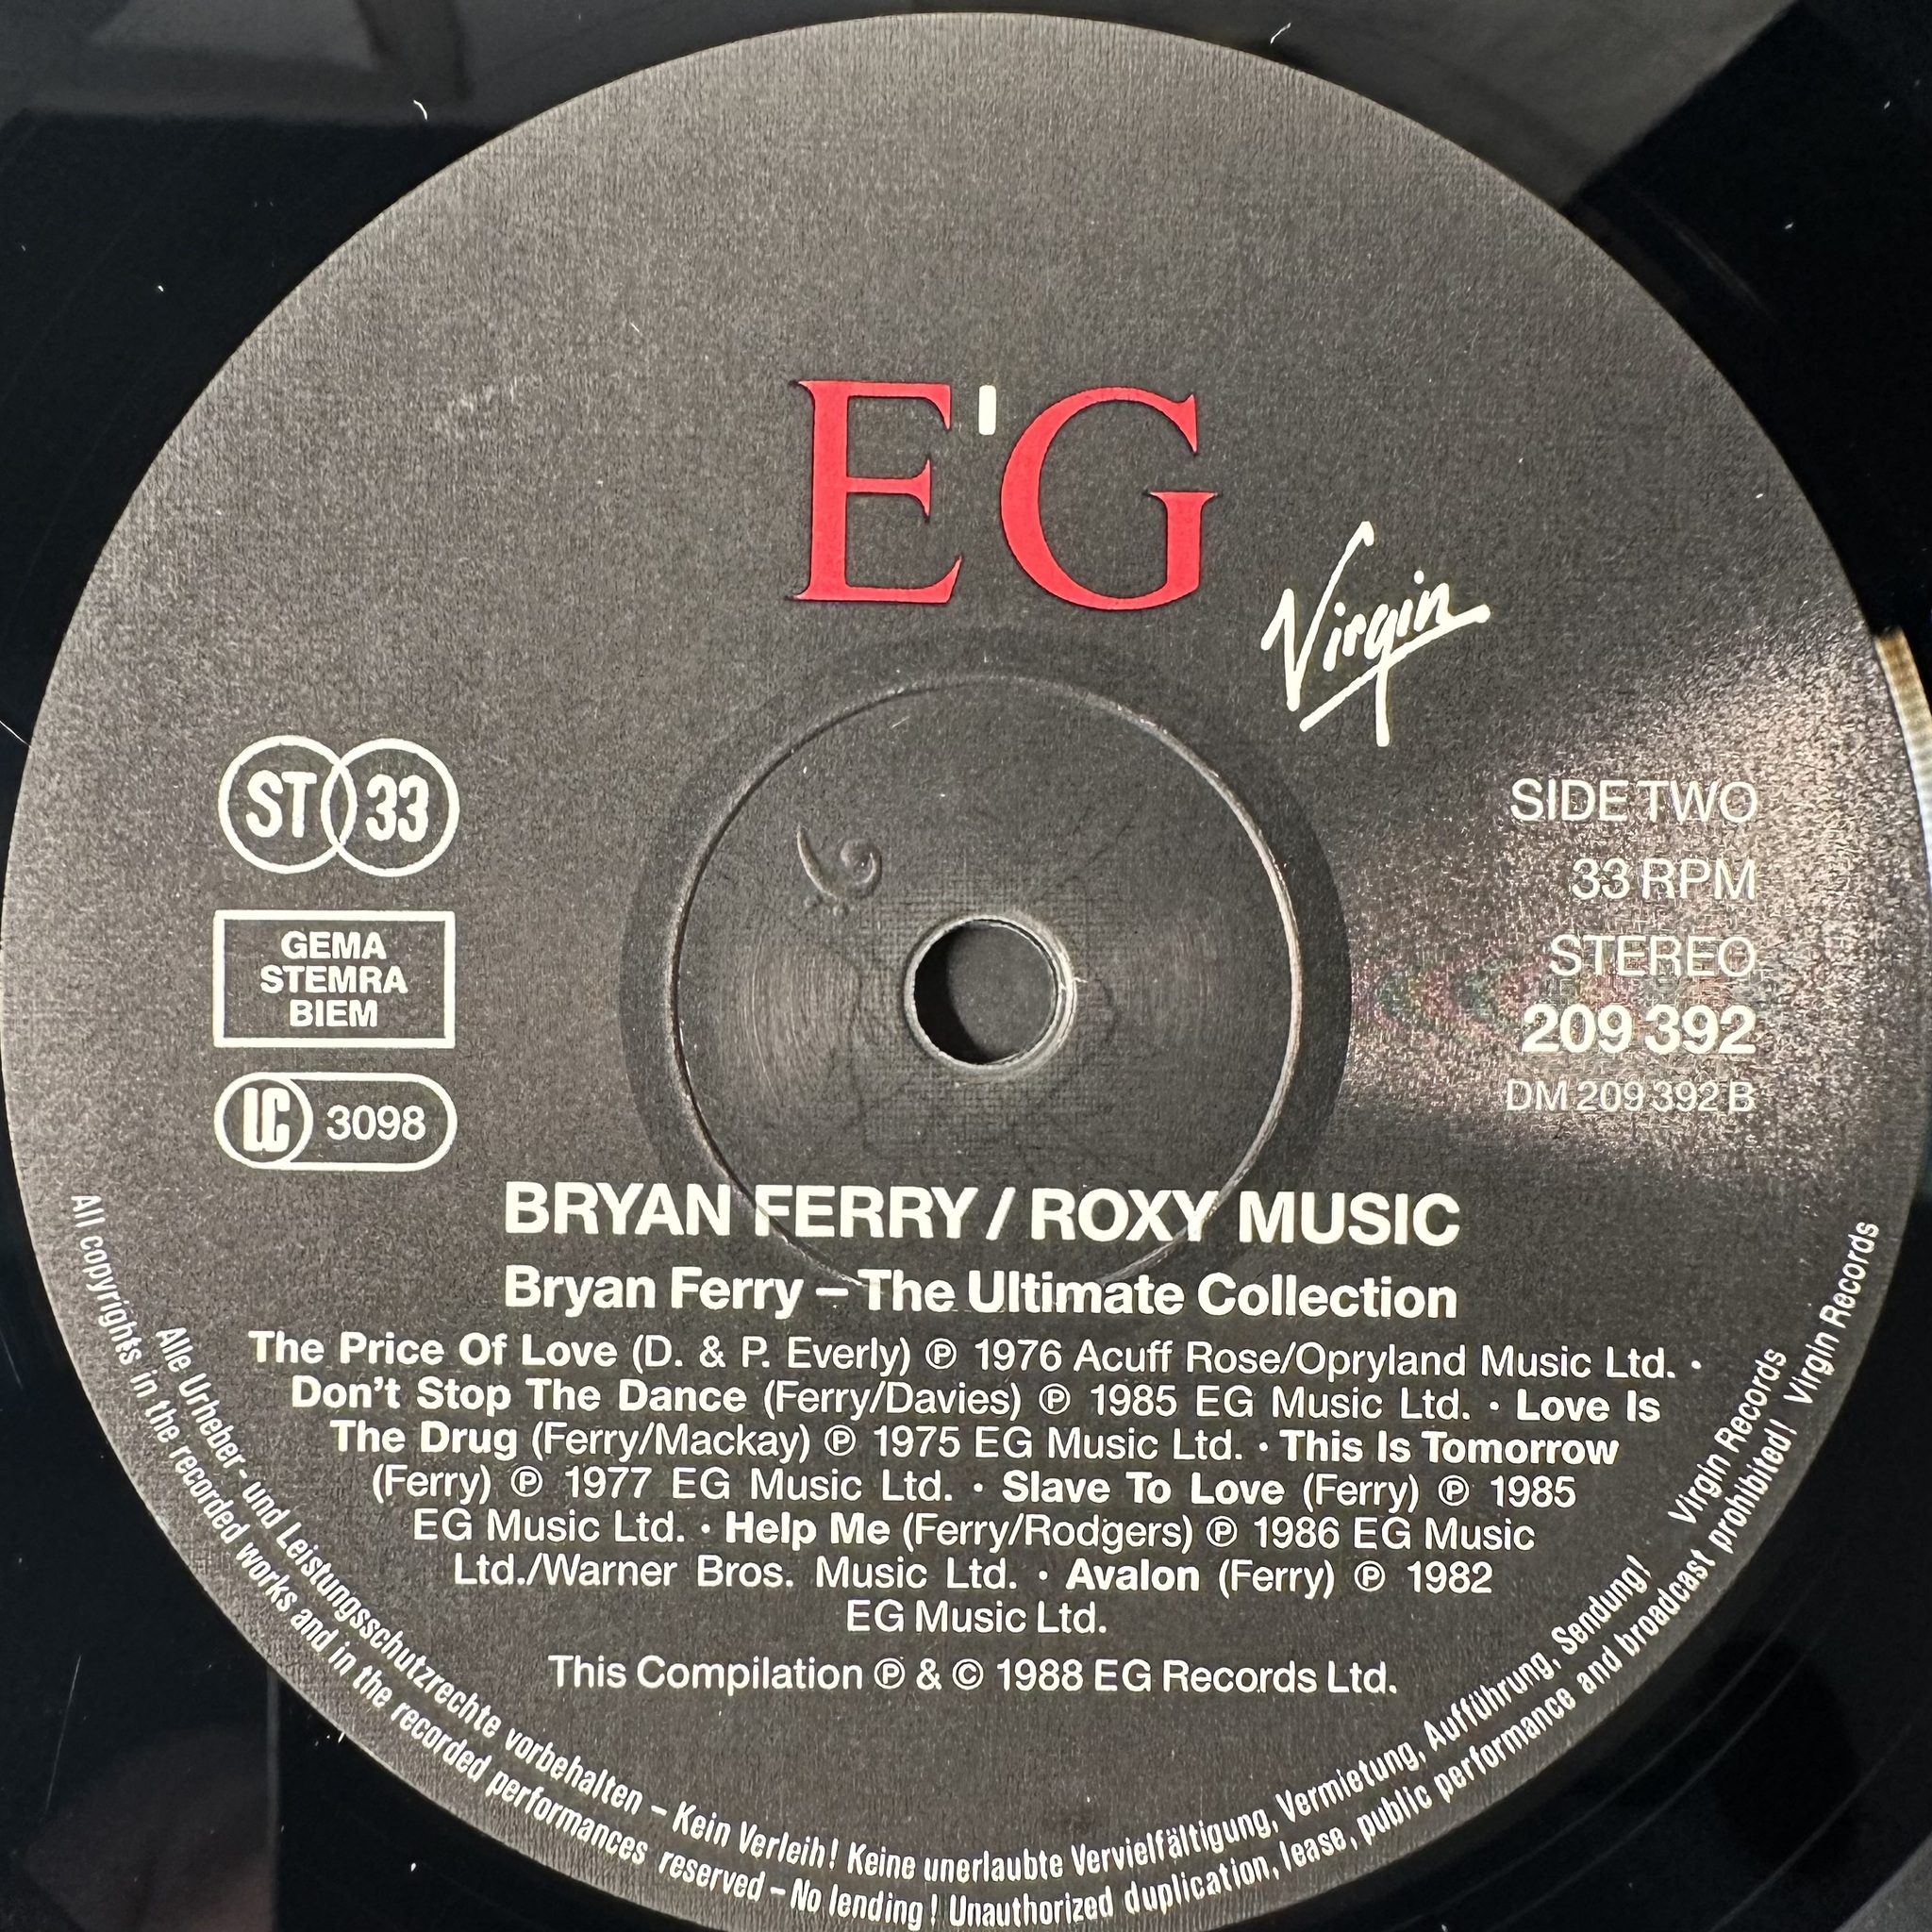 E'G
Virgin
ST 33
GEMA
STEMRA
BIEM
LC 3098
SIDE TWO
33 RPM
STEREO
209 392
DM 209 392 B
BRYAN FERRY / ROXY MUSIC
Bryan Ferry – The Ultimate Collection
The Price Of Love (D. & P. Everly) ℗ 1976 Acuff Rose/Opryland Music Ltd. •
Don't Stop The Dance (Ferry/Davies) ℗ 1985 EG Music Ltd. • Love Is
The Drug (Ferry/Mackay) ℗ 1975 EG Music Ltd. • This Is Tomorrow
(Ferry) ℗ 1977 EG Music Ltd. • Slave To Love (Ferry) ℗ 1985
EG Music Ltd. • Help Me (Ferry/Rodgers) ℗ 1986 EG Music
Ltd./Warner Bros. Music Ltd. • Avalon (Ferry) ℗ 1982
EG Music Ltd.
This Compilation ℗ & © 1988 EG Records Ltd.
Alle Urheber- und Leistungsschutzrechte vorbehalten – Kein Verleih! Keine unerlaubte Vervielfältigung, Vermietung, Aufführung, Sendung! Virgin Records
All copyrights in the recorded works and in the recorded performances reserved – No lending! Unauthorized duplication, lease, public performance and broadcast prohibited! Virgin Records